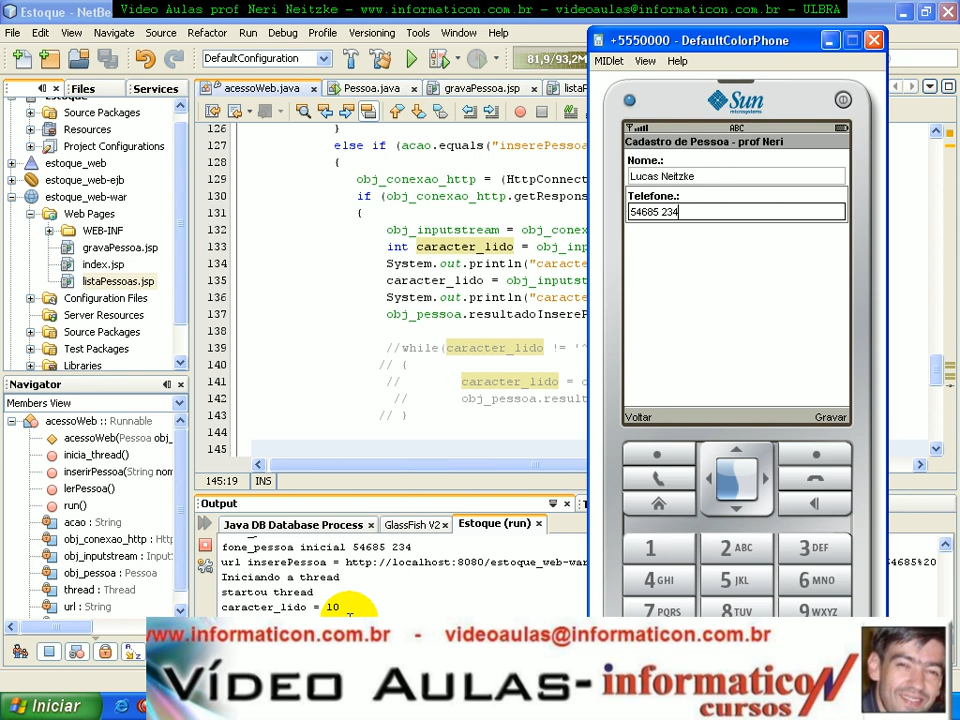 Video Aulas prof Neri Neitzke – www.informaticon.com.br - videoaulas@informaticon.com.br - ULBRA
Estoque - NetBe
File Edit View Navigate Source Refactor Run Debug Profile Versioning Tools Window Help
DefaultConfiguration
81,9/93,2M
Files Services
acessoWeb.java Pessoa.java gravaPessoa.jsp lista
Source Packages
Resources
Project Configurations
estoque_web
estoque_web-ejb
estoque_web-war
Web Pages
WEB-INF
gravaPessoa.jsp
index.jsp
listaPessoas.jsp
Configuration Files
Server Resources
Source Packages
Test Packages
Libraries
126 }
127 else if (acao.equals("inserePessoa
128 {
129 obj_conexao_http = (HttpConnect
130 if (obj_conexao_http.getRespons
131 {
132 obj_inputstream = obj_conex
133 int caracter_lido = obj_inp
134 System.out.println("caracte
135 caracter_lido = obj_inputst
136 System.out.println("caracte
137 obj_pessoa.resultadoInsereP
138
139 //while(caracter_lido != '^
140 // {
141 // caracter_lido = o
142 // obj_pessoa.result
143 // }
144
145
145:19 INS
Navigator
Members View
acessoWeb :: Runnable
acessoWeb(Pessoa obj_
inicia_thread()
inserirPessoa(String nom
lerPessoa()
run()
acao : String
obj_conexao_http : Http
obj_inputstream : Input
obj_pessoa : Pessoa
thread : Thread
url : String
Output
Java DB Database Process GlassFish V2 Estoque (run)
fone_pessoa inicial 54685 234
url inserePessoa = http://localhost:8080/estoque_web-war
54685%20
Iniciando a thread
startou thread
caracter_lido = 10
+5550000 - DefaultColorPhone
MIDlet View Help
Sun
microsystems
ABC
Cadastro de Pessoa - prof Neri
Nome.:
Lucas Neitzke
Telefone.:
54685 234
Voltar Gravar
1 2 ABC 3 DEF
4 GHI 5 JKL 6 MNO
7 PQRS 8 TUV 9 WXYZ
www.informaticon.com.br - videoaulas@informaticon.com.br
Vídeo Aulas-informaticoN
cursos
Iniciar